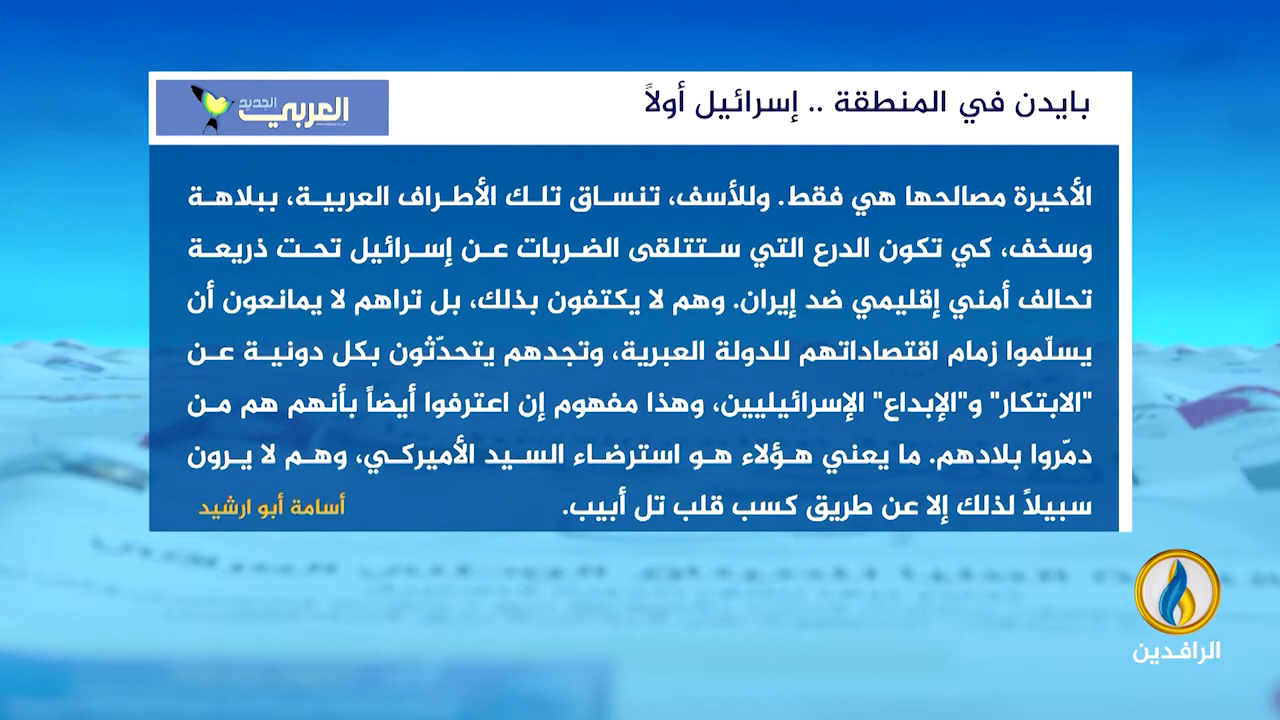 بايدن في المنطقة .. إسرائيل أولاً
العربي الجديد
الأخيرة مصالحها هي فقط. وللأسف، تنساق تلك الأطراف العربية، ببلاهة
وسخف، كي تكون الدرع التي ستتلقى الضربات عن إسرائيل تحت ذريعة
تحالف أمني إقليمي ضد إيران. وهم لا يكتفون بذلك، بل تراهم لا يمانعون أن
يسلّموا زمام اقتصاداتهم للدولة العبرية، وتجدهم يتحدّثون بكل دونية عن
"الابتكار" و"الإبداع" الإسرائيليين، وهذا مفهوم إن اعترفوا أيضاً بأنهم هم من
دمّروا بلادهم. ما يعني هؤلاء هو استرضاء السيد الأميركي، وهم لا يرون
سبيلاً لذلك إلا عن طريق كسب قلب تل أبيب.
أسامة أبو ارشيد
الرافدين